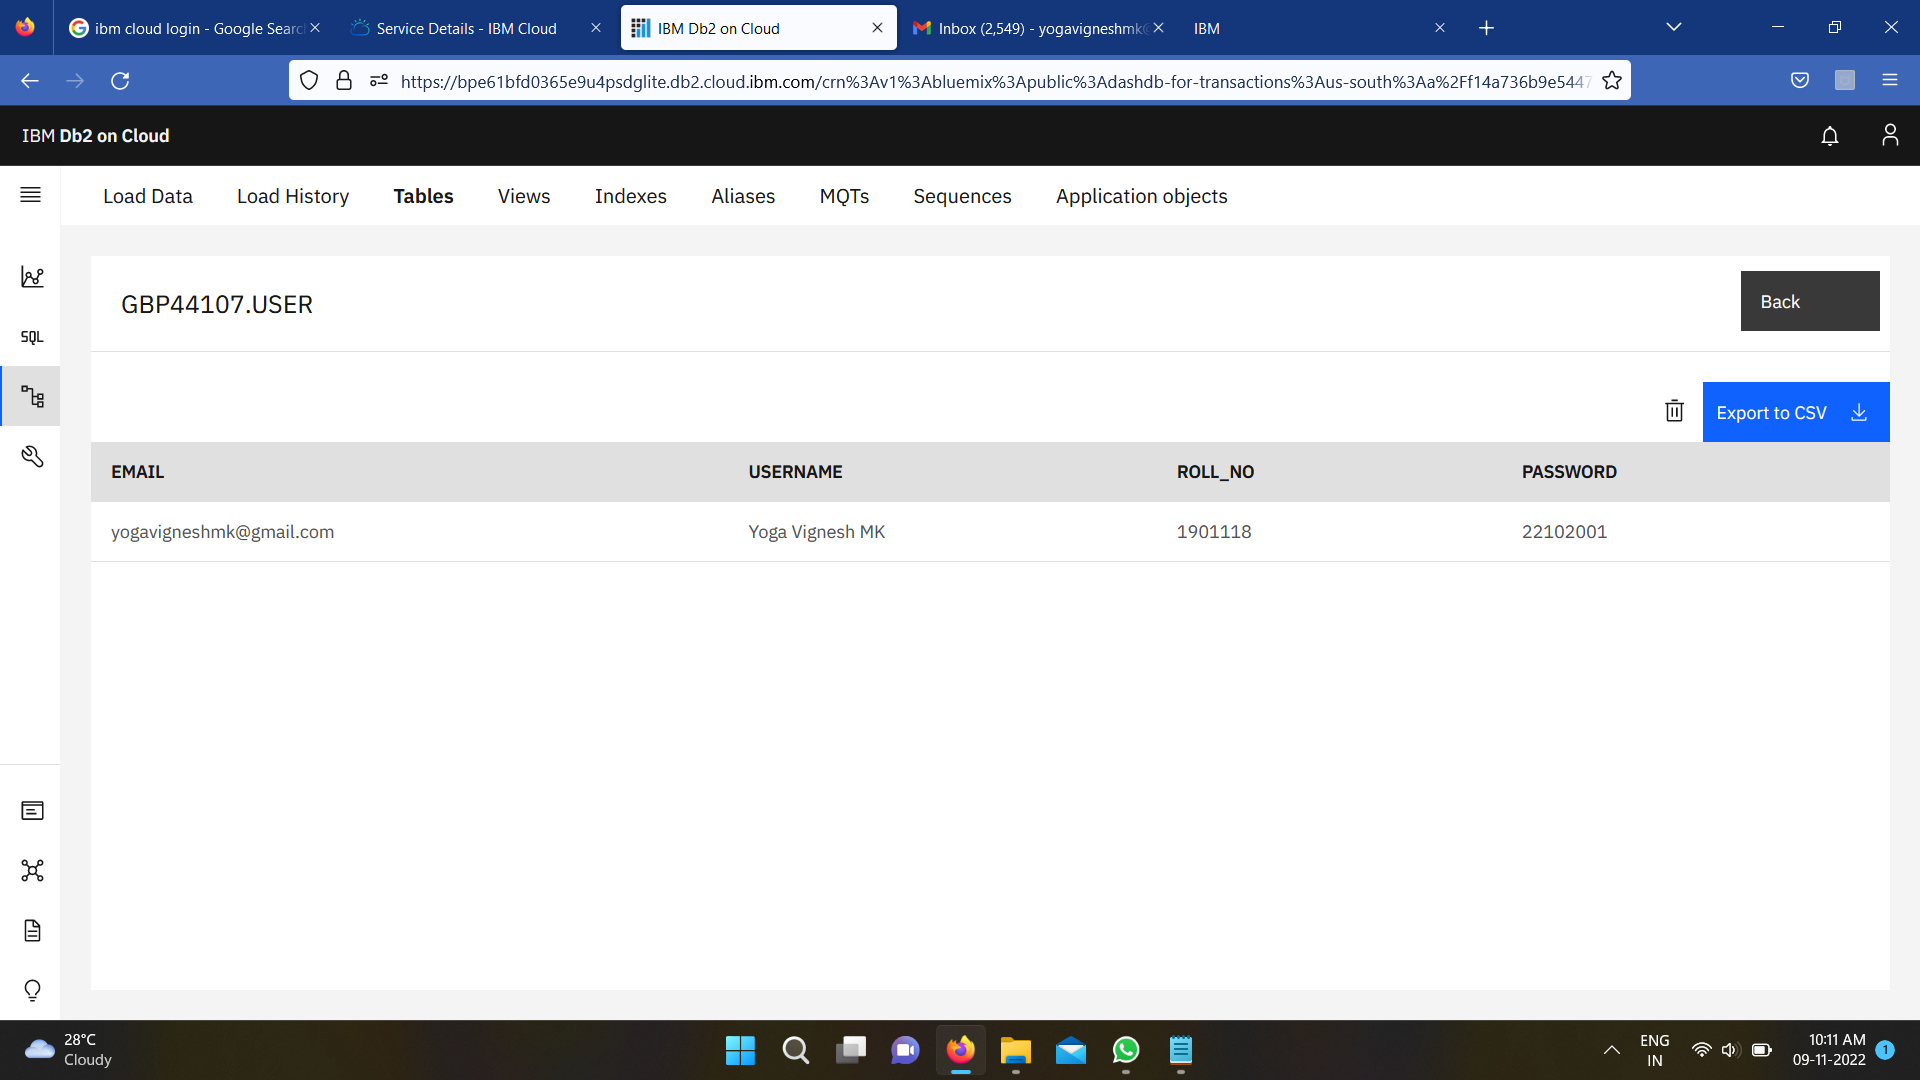 ibm cloud login - Google Searc
Service Details - IBM Cloud
IBM Db2 on Cloud
Inbox (2,549) - yogavigneshmk@
IBM
https://bpe61bfd0365e9u4psdglite.db2.cloud.ibm.com/crn%3Av1%3Abluemix%3Apublic%3Adashdb-for-transactions%3Aus-south%3Aa%2Ff14a736b9e5447
IBM Db2 on Cloud
Load Data
Load History
Tables
Views
Indexes
Aliases
MQTs
Sequences
Application objects
GBP44107.USER
Back
SQL
Export to CSV
EMAIL USERNAME ROLL_NO PASSWORD
yogavigneshmk@gmail.com Yoga Vignesh MK 1901118 22102001
28°C
Cloudy
ENG
IN
10:11 AM
09-11-2022
1